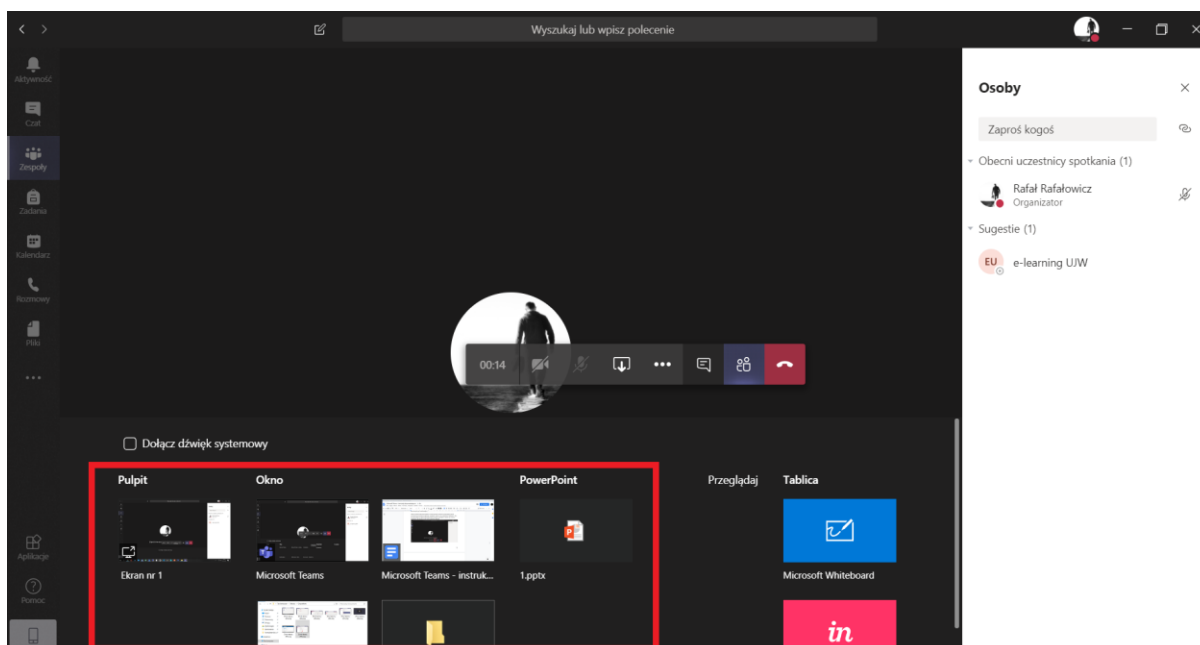 Wyszukaj lub wpisz polecenie
Aktywność
Czat
Zespoły
Zadania
Kalendarz
Rozmowy
Pliki
Aplikacje
Pomoc
00:14
Dołącz dźwięk systemowy
Pulpit
Okno
PowerPoint
Przeglądaj
Tablica
Ekran nr 1
Microsoft Teams
Microsoft Teams - instruk...
1.pptx
Microsoft Whiteboard
in
Osoby
Zaproś kogoś
Obecni uczestnicy spotkania (1)
Rafał Rafałowicz
Organizator
Sugestie (1)
EU
e-learning UJW